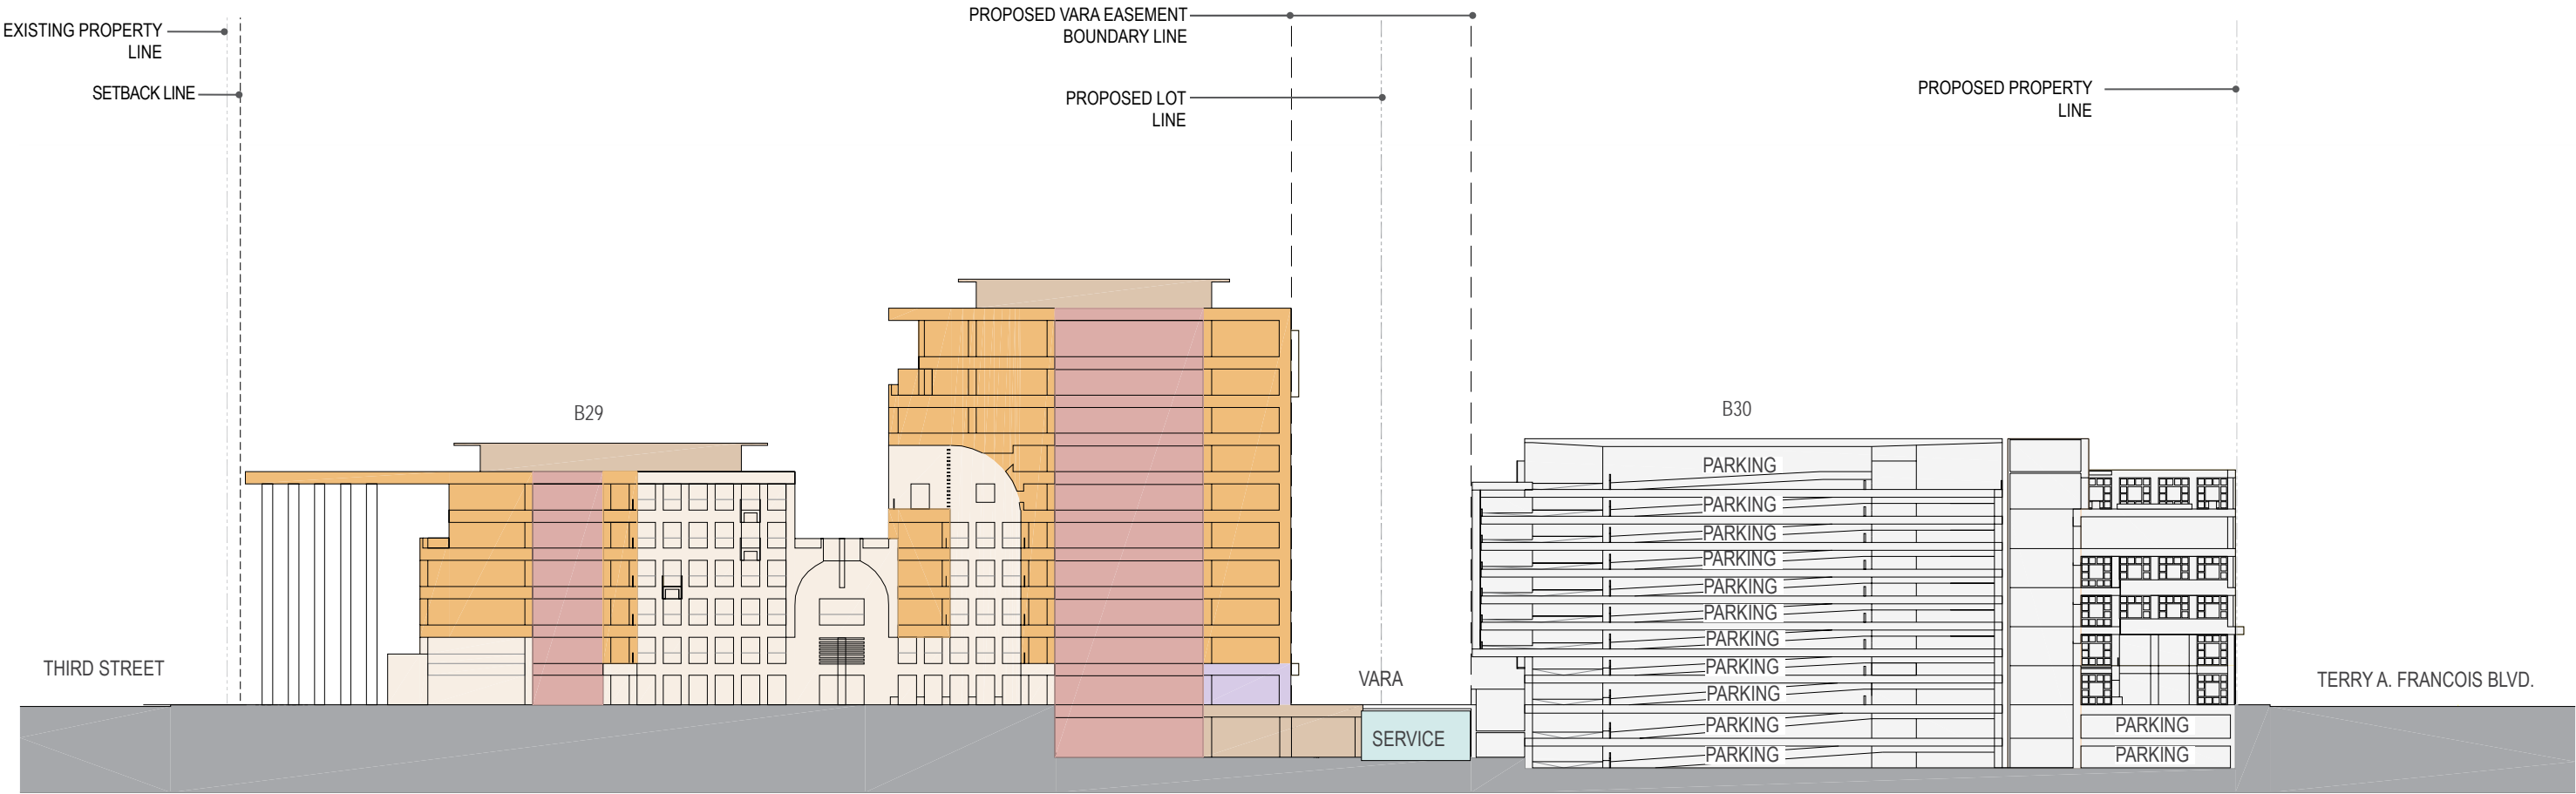 EXISTING PROPERTY
LINE
SETBACK LINE
PROPOSED VARA EASEMENT
BOUNDARY LINE
PROPOSED LOT
LINE
PROPOSED PROPERTY
LINE
B29
B30
THIRD STREET
VARA
SERVICE
PARKING
PARKING
PARKING
PARKING
PARKING
PARKING
PARKING
PARKING
PARKING
PARKING
PARKING
PARKING
PARKING
TERRY A. FRANCOIS BLVD.